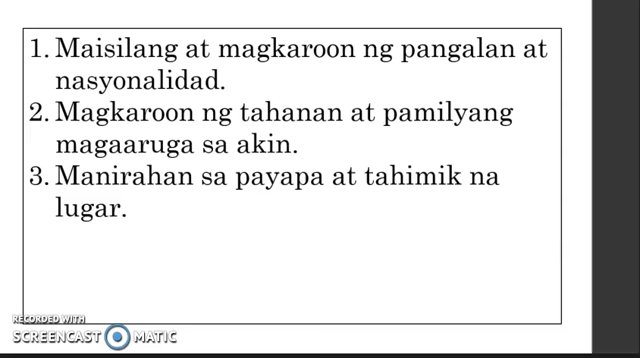 1. Maisilang at magkaroon ng pangalan at
nasyonalidad.
2. Magkaroon ng tahanan at pamilyang
magaaruga sa akin.
3. Manirahan sa payapa at tahimik na
lugar.
RECORDED WITH
SCREENCAST MATIC